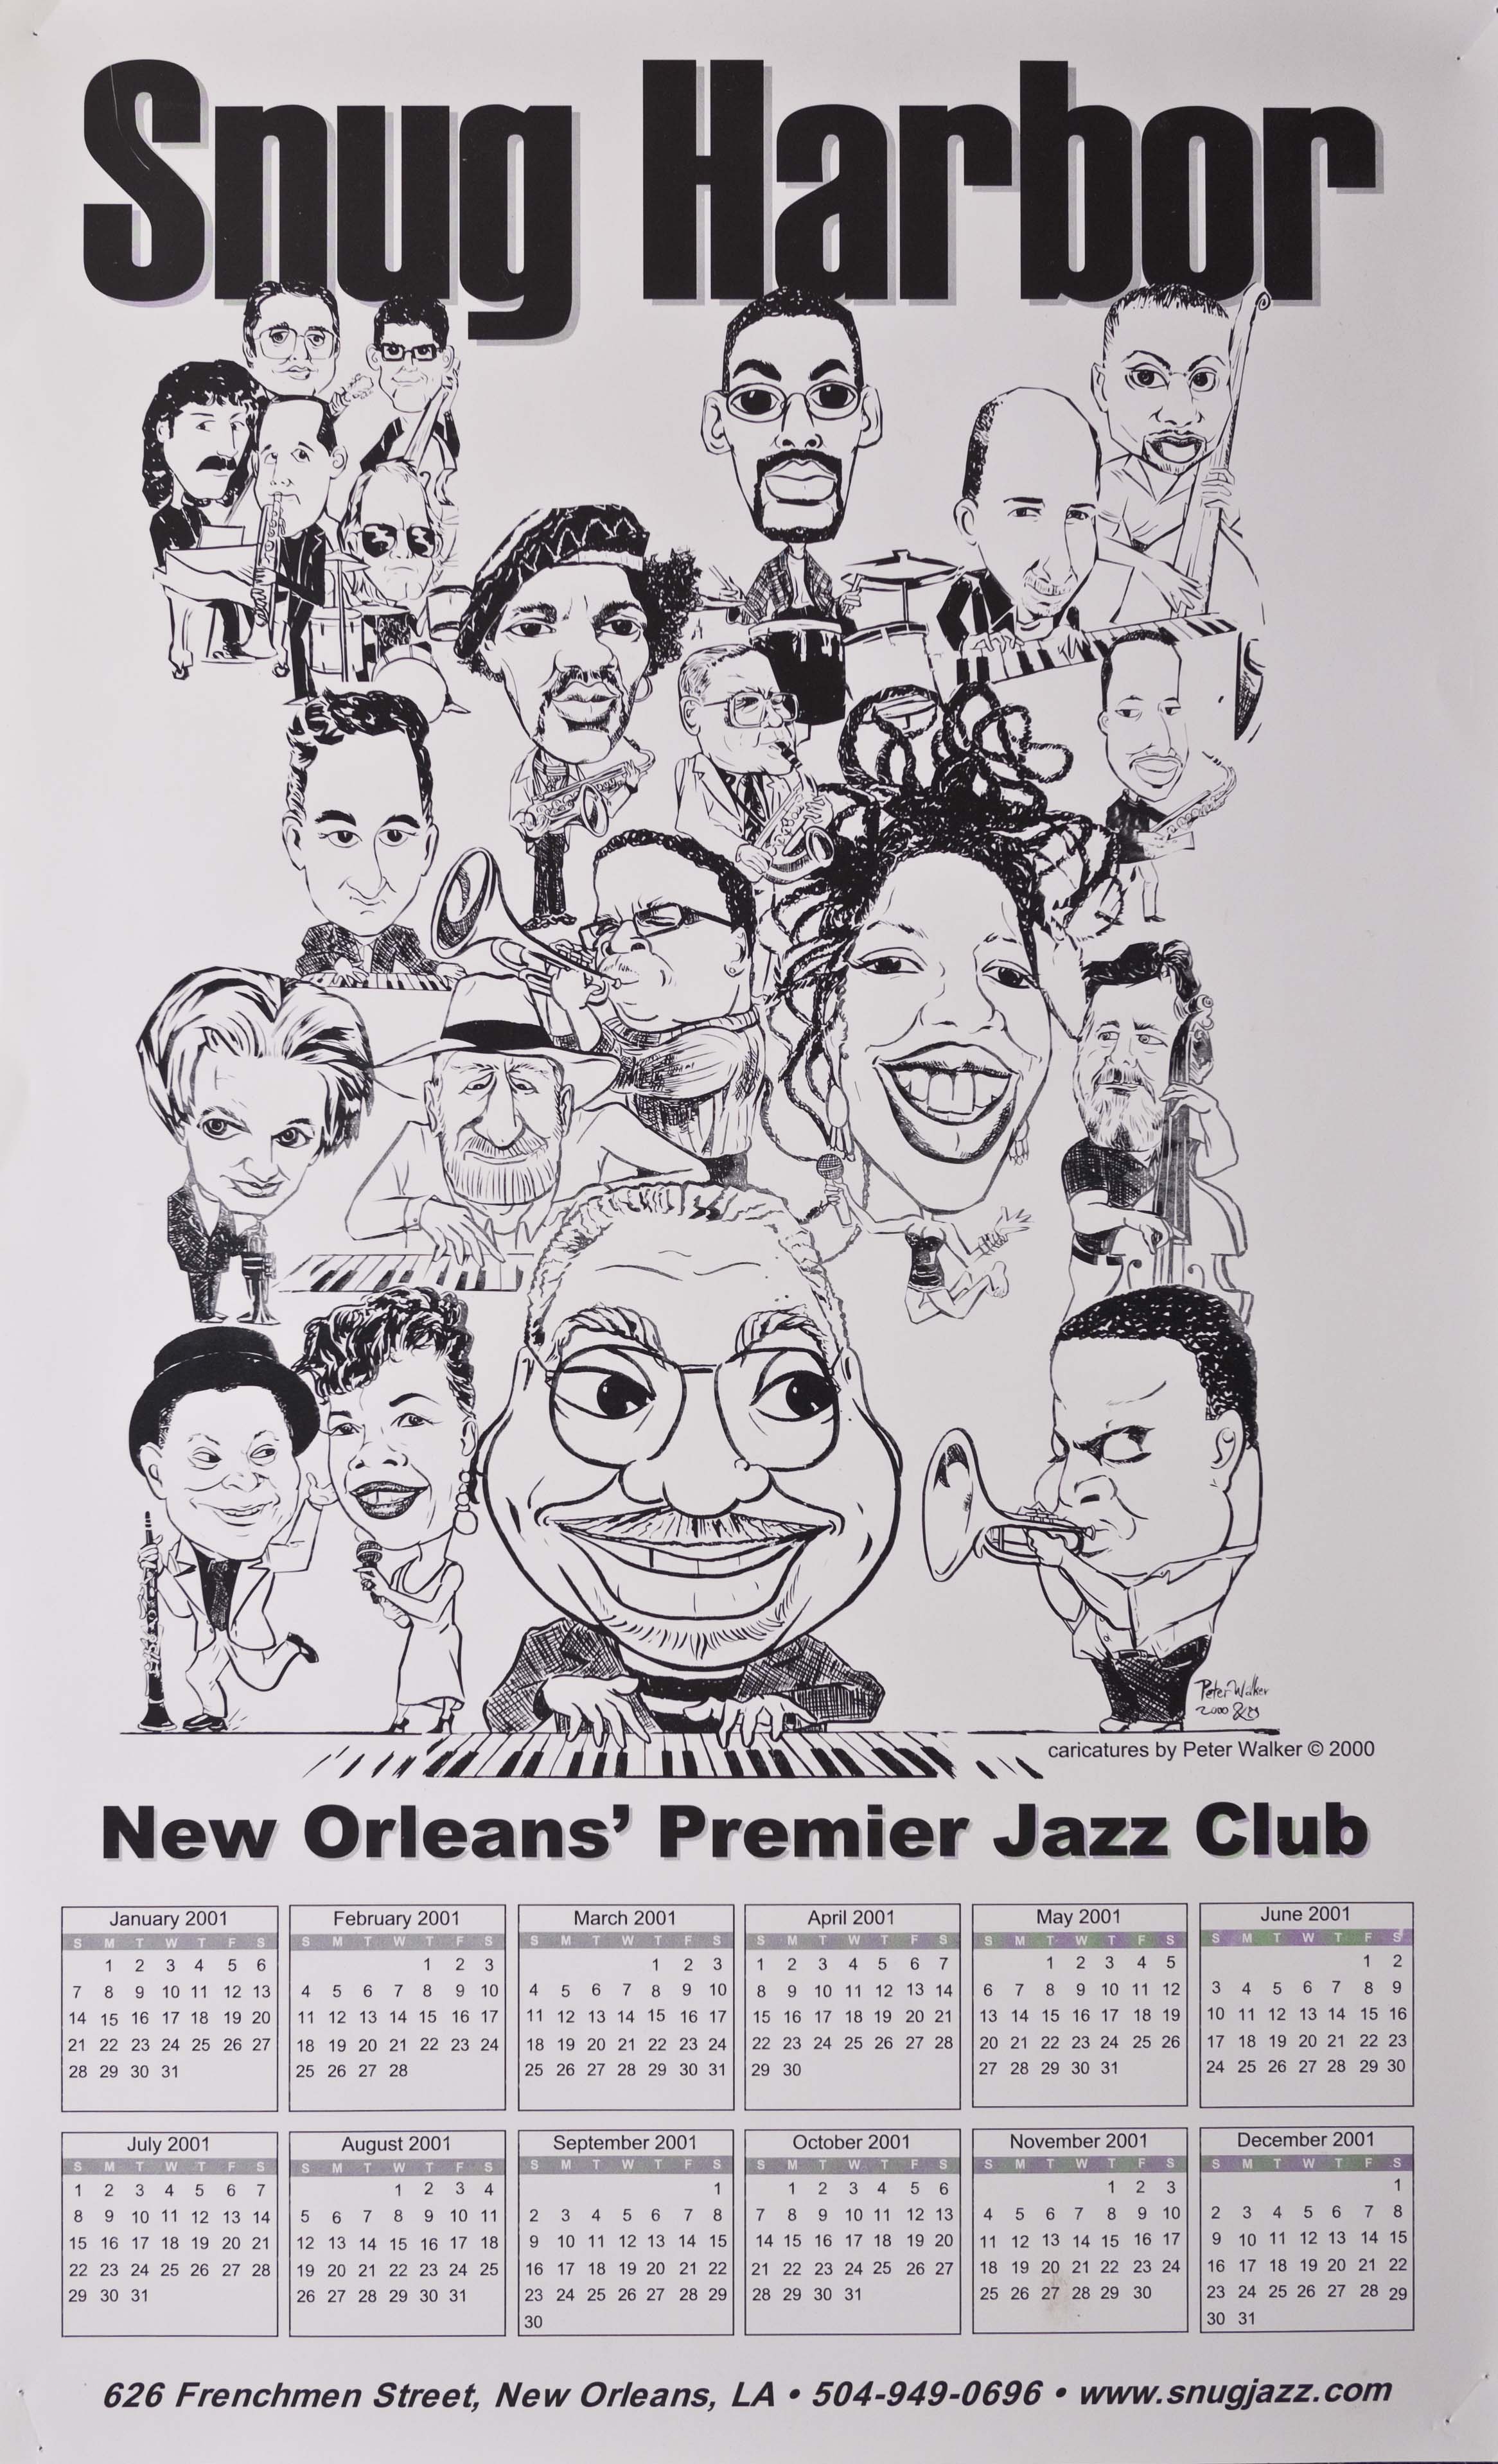 Snug Harbor
Peter Walker
2000
caricatures by Peter Walker © 2000
New Orleans’ Premier Jazz Club
January 2001
S M T W T F S
1 2 3 4 5 6
7 8 9 10 11 12 13
14 15 16 17 18 19 20
21 22 23 24 25 26 27
28 29 30 31
February 2001
S M T W T F S
1 2 3
4 5 6 7 8 9 10
11 12 13 14 15 16 17
18 19 20 21 22 23 24
25 26 27 28
March 2001
S M T W T F S
1 2 3
4 5 6 7 8 9 10
11 12 13 14 15 16 17
18 19 20 21 22 23 24
25 26 27 28 29 30 31
April 2001
S M T W T F S
1 2 3 4 5 6 7
8 9 10 11 12 13 14
15 16 17 18 19 20 21
22 23 24 25 26 27 28
29 30
May 2001
S M T W T F S
1 2 3 4 5
6 7 8 9 10 11 12
13 14 15 16 17 18 19
20 21 22 23 24 25 26
27 28 29 30 31
June 2001
S M T W T F S
1 2
3 4 5 6 7 8 9
10 11 12 13 14 15 16
17 18 19 20 21 22 23
24 25 26 27 28 29 30
July 2001
S M T W T F S
1 2 3 4 5 6 7
8 9 10 11 12 13 14
15 16 17 18 19 20 21
22 23 24 25 26 27 28
29 30 31
August 2001
S M T W T F S
1 2 3 4
5 6 7 8 9 10 11
12 13 14 15 16 17 18
19 20 21 22 23 24 25
26 27 28 29 30 31
September 2001
S M T W T F S
1
2 3 4 5 6 7 8
9 10 11 12 13 14 15
16 17 18 19 20 21 22
23 24 25 26 27 28 29
30
October 2001
S M T W T F S
1 2 3 4 5 6
7 8 9 10 11 12 13
14 15 16 17 18 19 20
21 22 23 24 25 26 27
28 29 30 31
November 2001
S M T W T F S
1 2 3
4 5 6 7 8 9 10
11 12 13 14 15 16 17
18 19 20 21 22 23 24
25 26 27 28 29 30
December 2001
S M T W T F S
1
2 3 4 5 6 7 8
9 10 11 12 13 14 15
16 17 18 19 20 21 22
23 24 25 26 27 28 29
30 31
626 Frenchmen Street, New Orleans, LA • 504-949-0696 • www.snugjazz.com